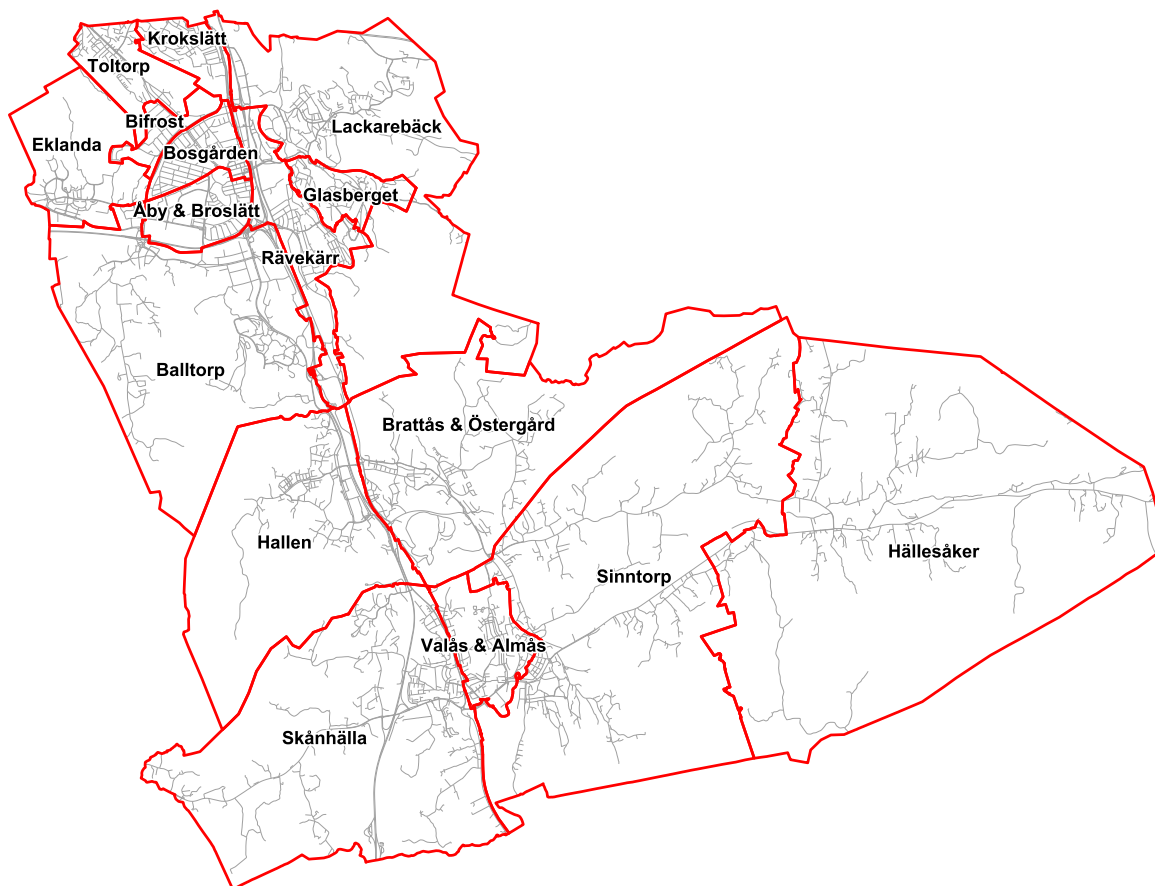 Krokslätt
Toltorp
Bifrost
Lackarebäck
Eklanda
Bosgården
Glasberget
Åby & Broslätt
Rävekärr
Balltorp
Brattås & Östergård
Hallen
Hällesåker
Sinntorp
Valås & Almås
Skånhälla